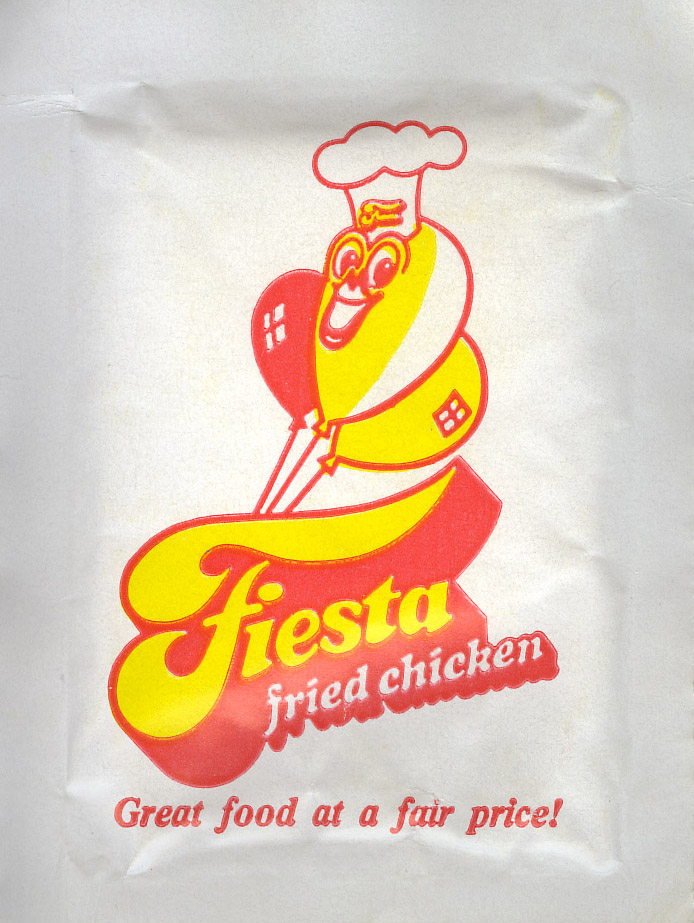 F
Fiesta
fried chicken
Great food at a fair price!